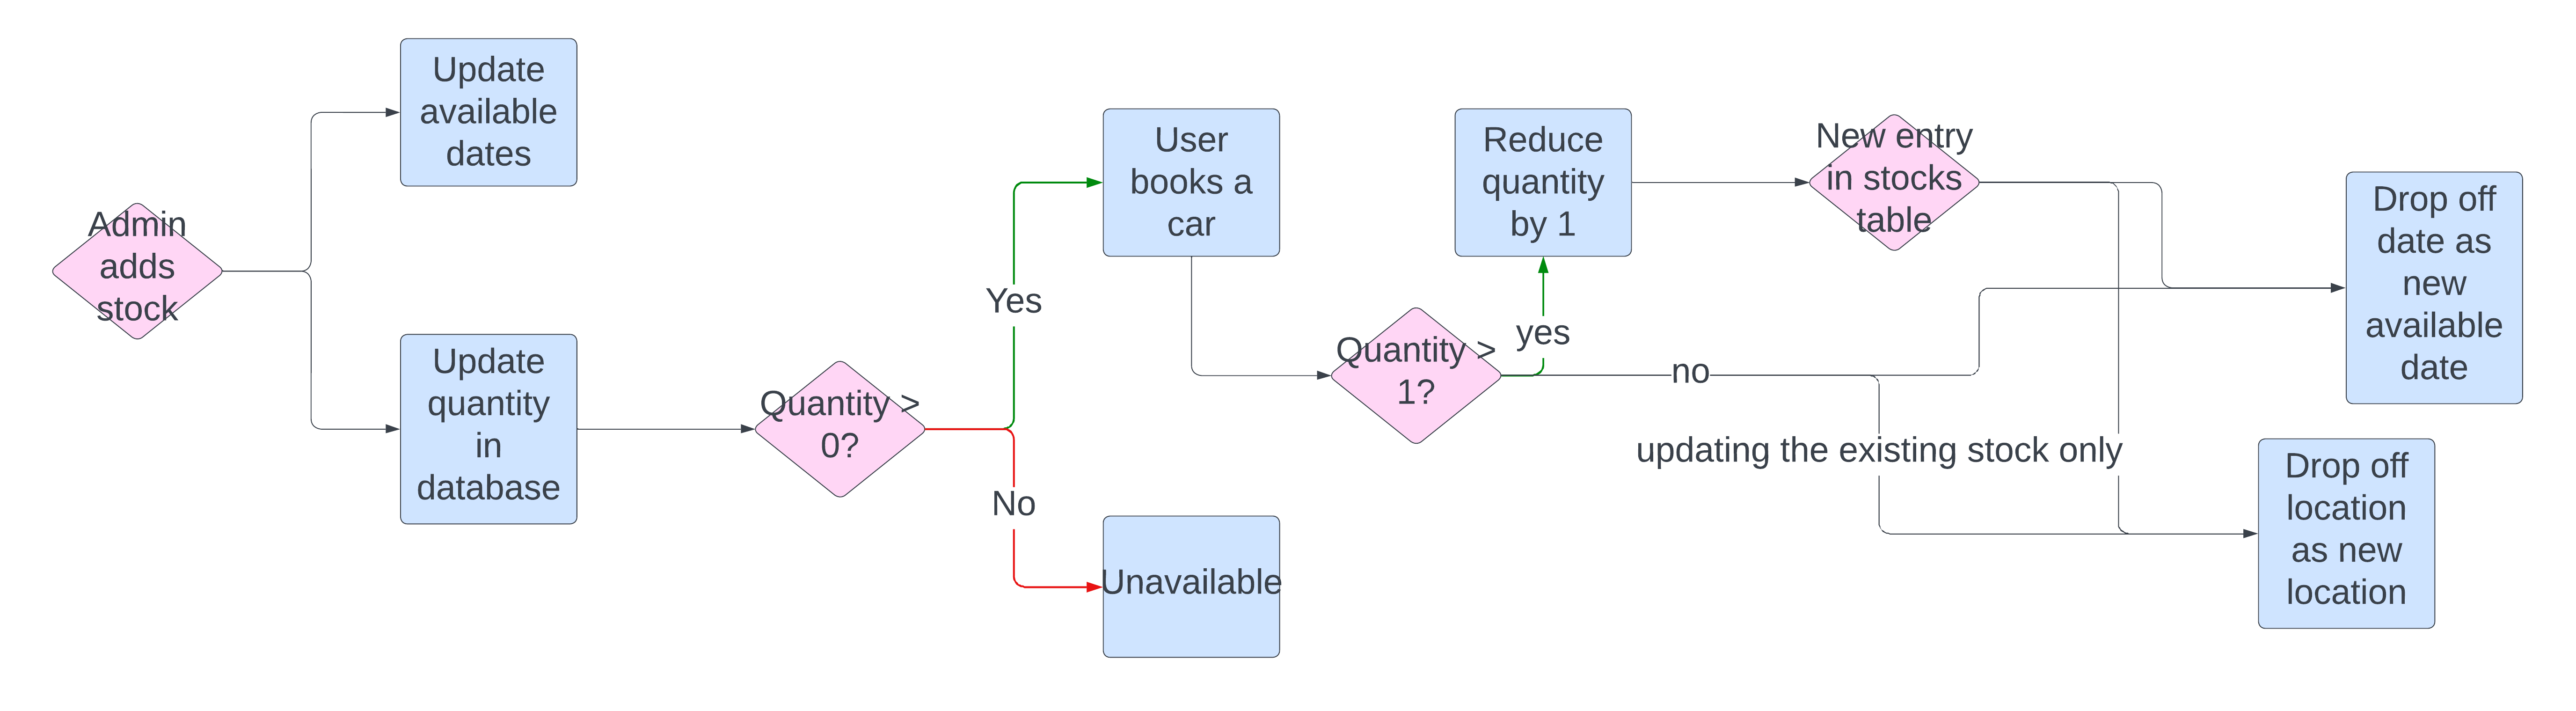 Admin
adds
stock
Update
available
dates
Update
quantity
in
database
Quantity >
0?
Yes
No
User
books a
car
Unavailable
Quantity >
1?
yes
no
updating the existing stock only
Reduce
quantity
by 1
New entry
in stocks
table
Drop off
date as
new
available
date
Drop off
location
as new
location